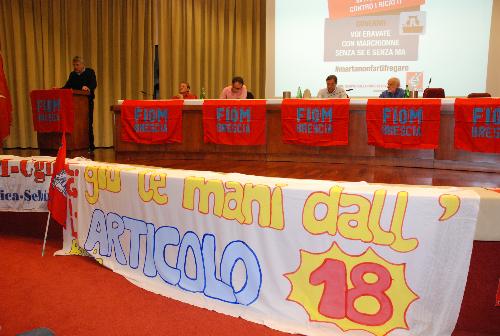 CONTRO I RICATTI
VOI ERAVATE
CON MARCHIONNE
SENZA SE E SENZA MA
#martanonfartifregare
FIOM
BRESCIA
FIOM
BRESCIA
FIOM
BRESCIA
FIOM
BRESCIA
FIOM
BRESCIA
FIOM
BRESCIA
giù le mani dall'
ARTICOLO 18